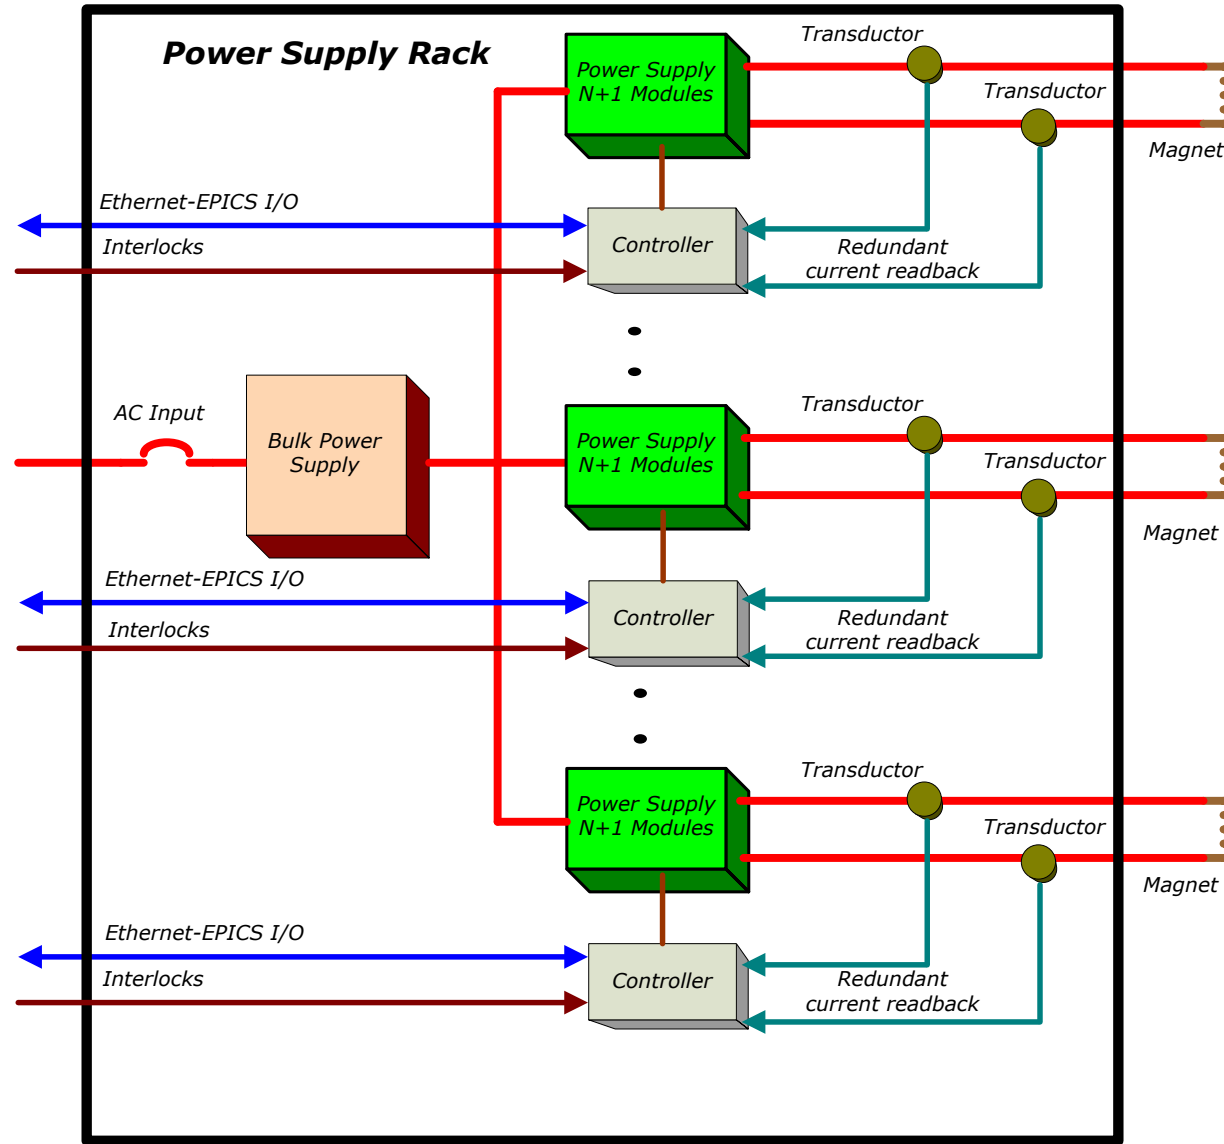 Power Supply Rack
Power Supply
N+1 Modules
Transductor
Transductor
Magnet
Ethernet-EPICS I/O
Interlocks
Controller
Redundant
current readback
AC Input
Bulk Power
Supply
Power Supply
N+1 Modules
Transductor
Transductor
Magnet
Ethernet-EPICS I/O
Interlocks
Controller
Redundant
current readback
Power Supply
N+1 Modules
Transductor
Transductor
Magnet
Ethernet-EPICS I/O
Interlocks
Controller
Redundant
current readback